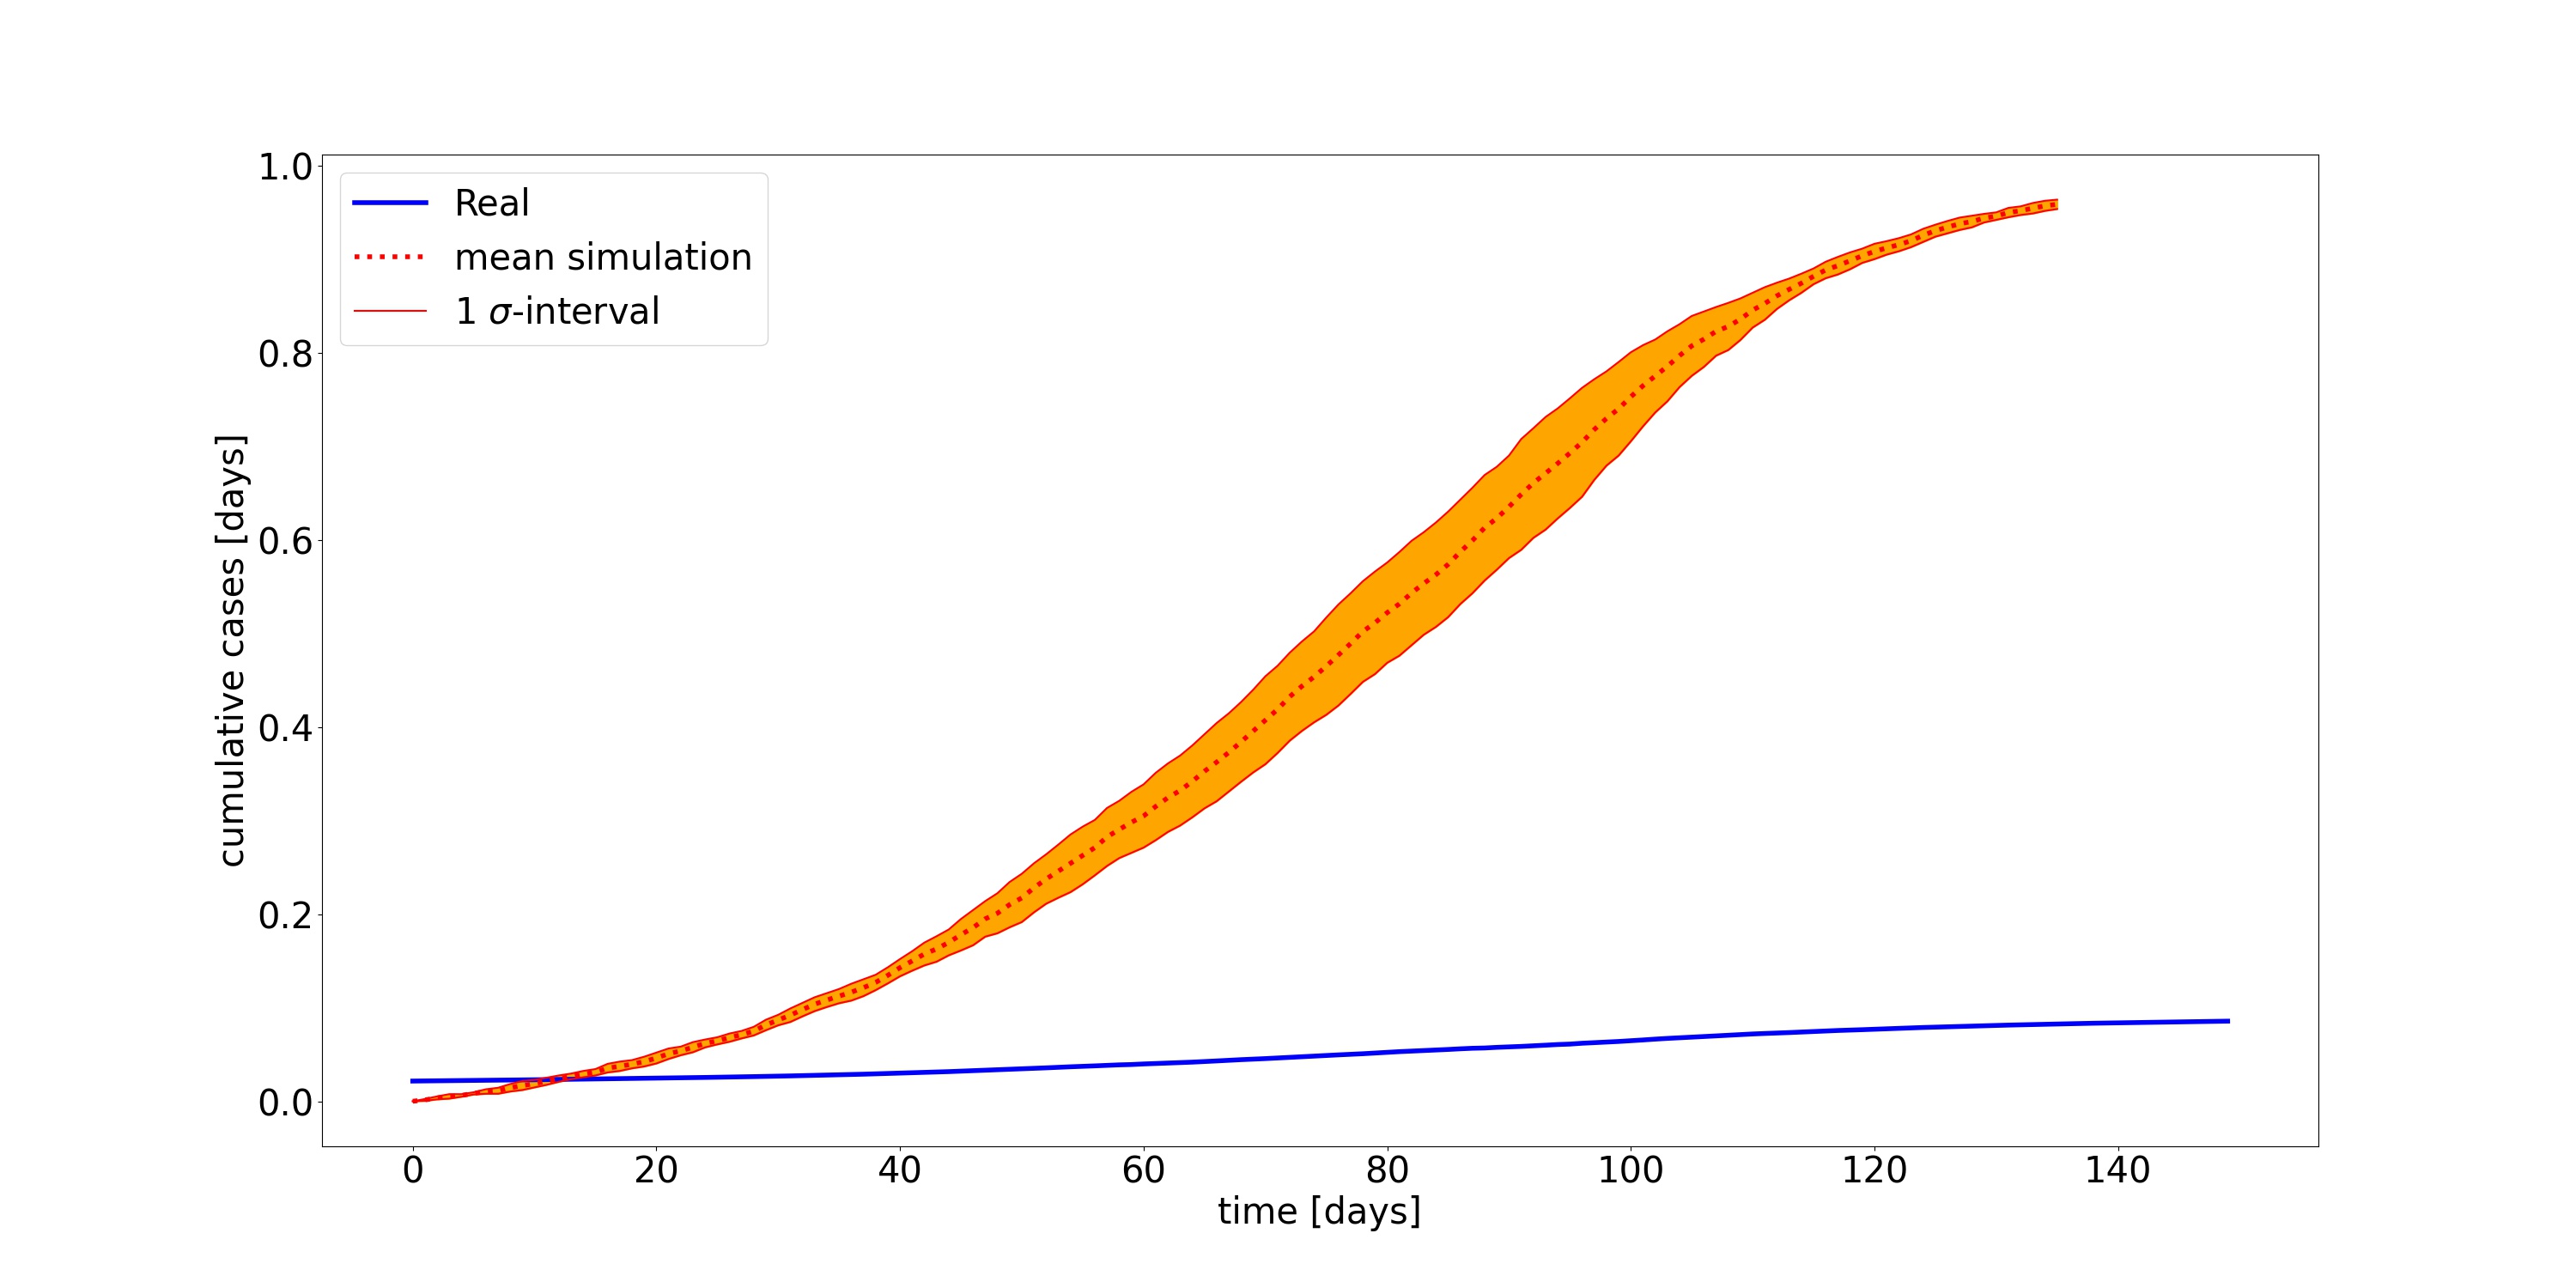 Real
mean simulation
1 σ-interval
cumulative cases [days]
1.0
0.8
0.6
0.4
0.2
0.0
0 20 40 60 80 100 120 140
time [days]